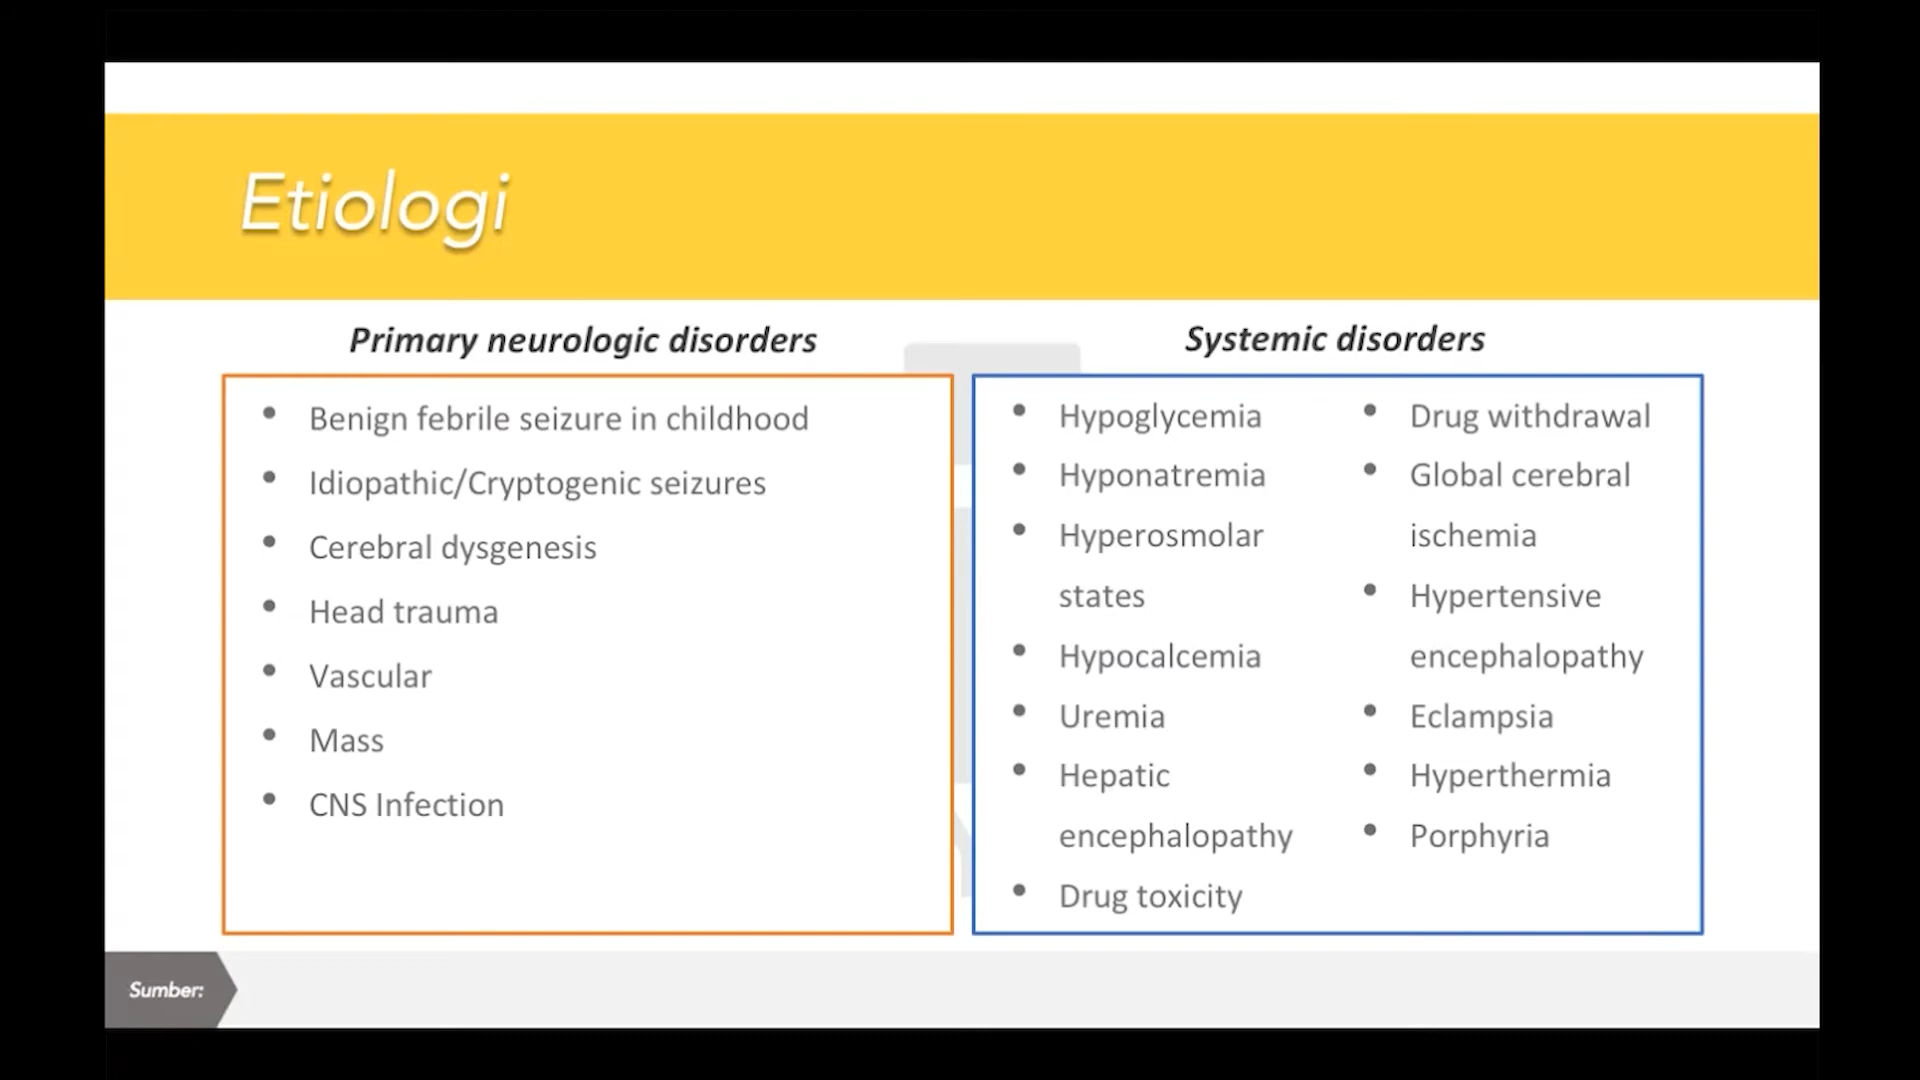 Etiologi
Primary neurologic disorders
• Benign febrile seizure in childhood
• Idiopathic/Cryptogenic seizures
• Cerebral dysgenesis
• Head trauma
• Vascular
• Mass
• CNS Infection
Systemic disorders
• Hypoglycemia
• Hyponatremia
• Hyperosmolar
states
• Hypocalcemia
• Uremia
• Hepatic
encephalopathy
• Drug toxicity
• Drug withdrawal
• Global cerebral
ischemia
• Hypertensive
encephalopathy
• Eclampsia
• Hyperthermia
• Porphyria
Sumber: